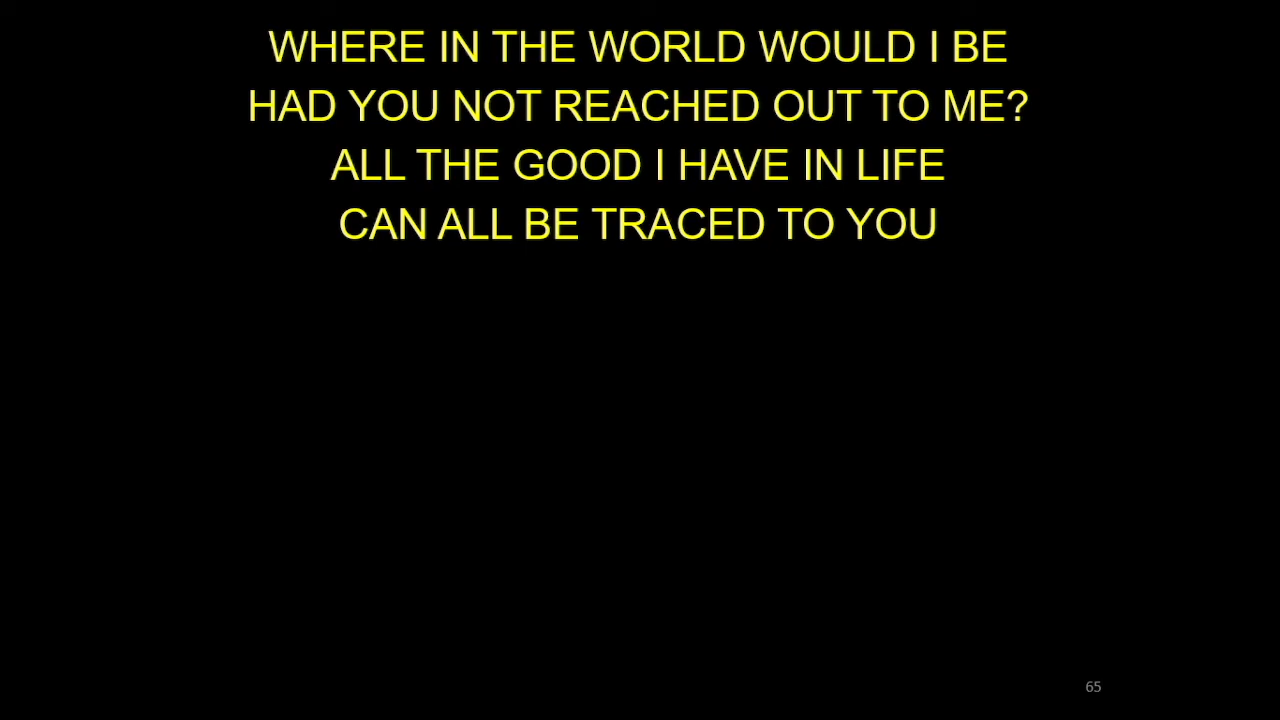 WHERE IN THE WORLD WOULD I BE
HAD YOU NOT REACHED OUT TO ME?
ALL THE GOOD I HAVE IN LIFE
CAN ALL BE TRACED TO YOU
65